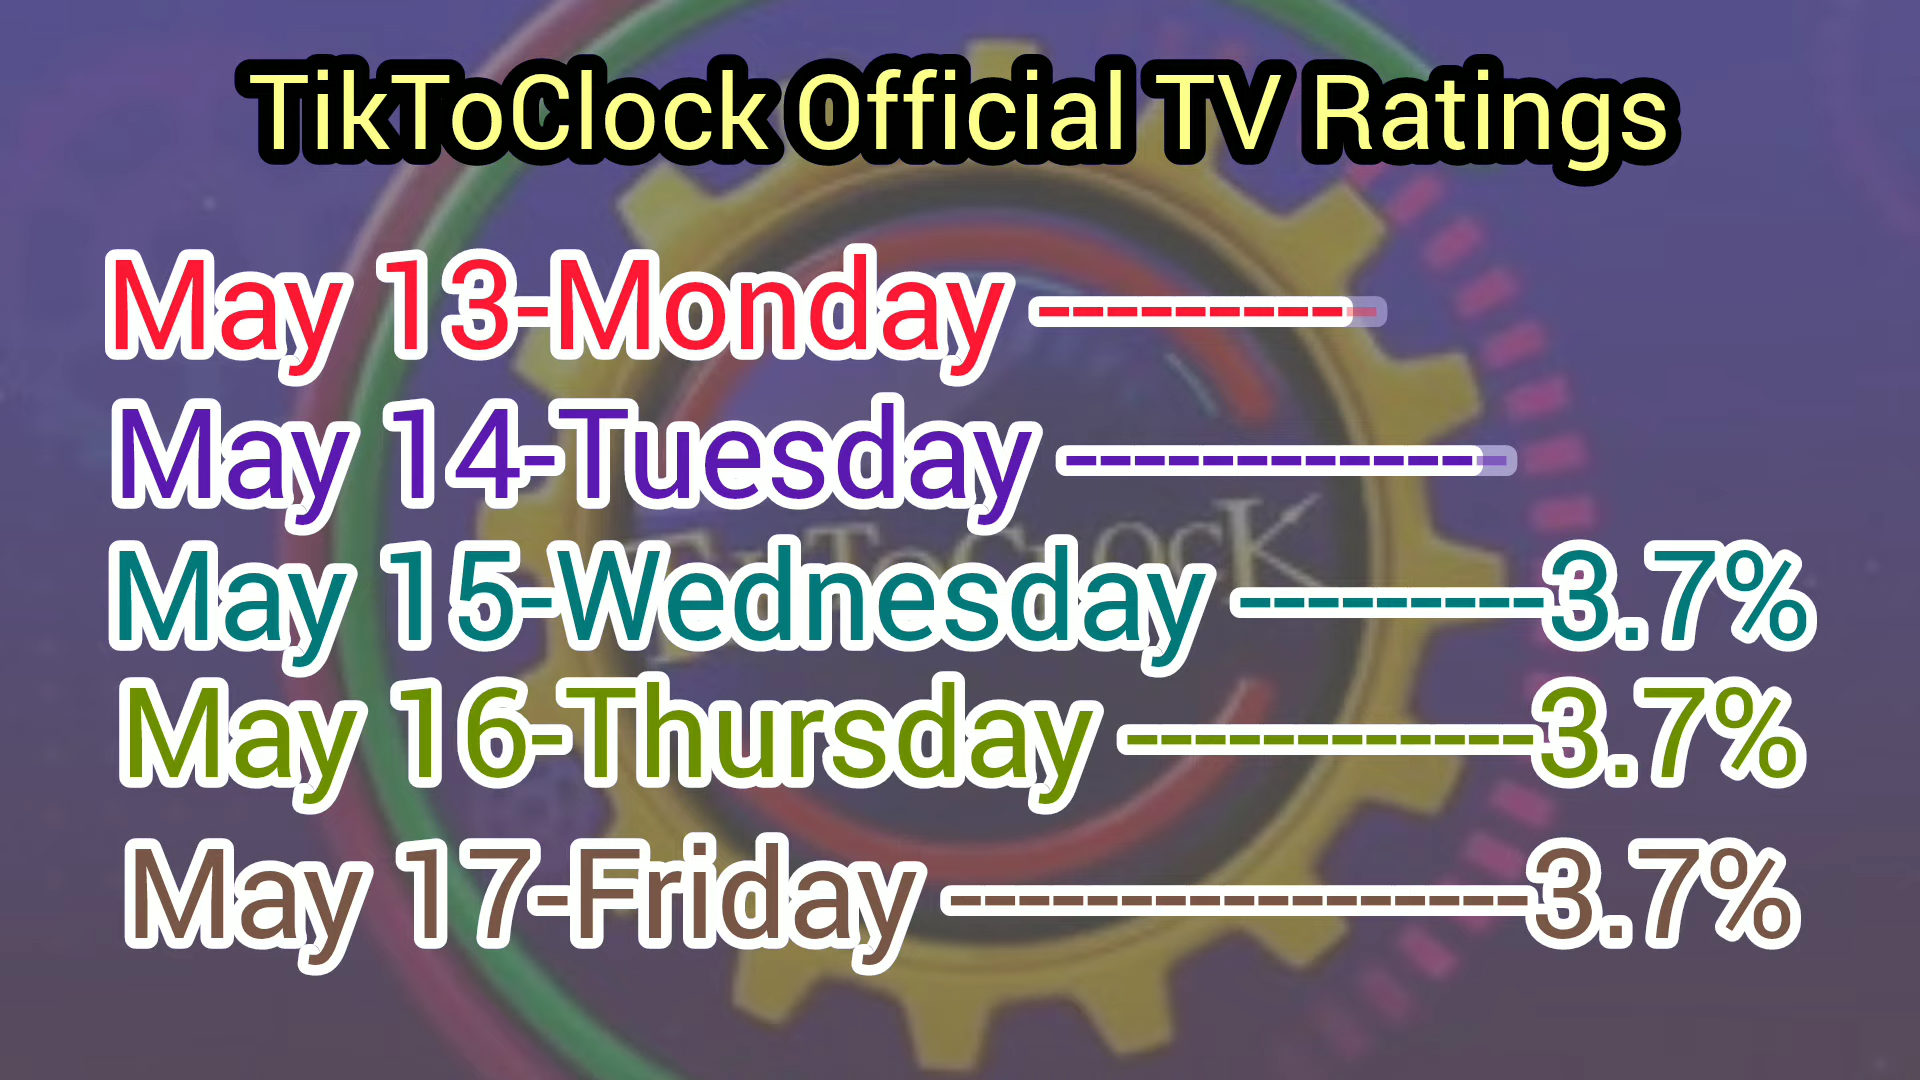 TikToClock Official TV Ratings
May 13-Monday ----------
May 14-Tuesday -------------
May 15-Wednesday ---------3.7%
May 16-Thursday ------------3.7%
TikToClock
May 17-Friday -----------------3.7%